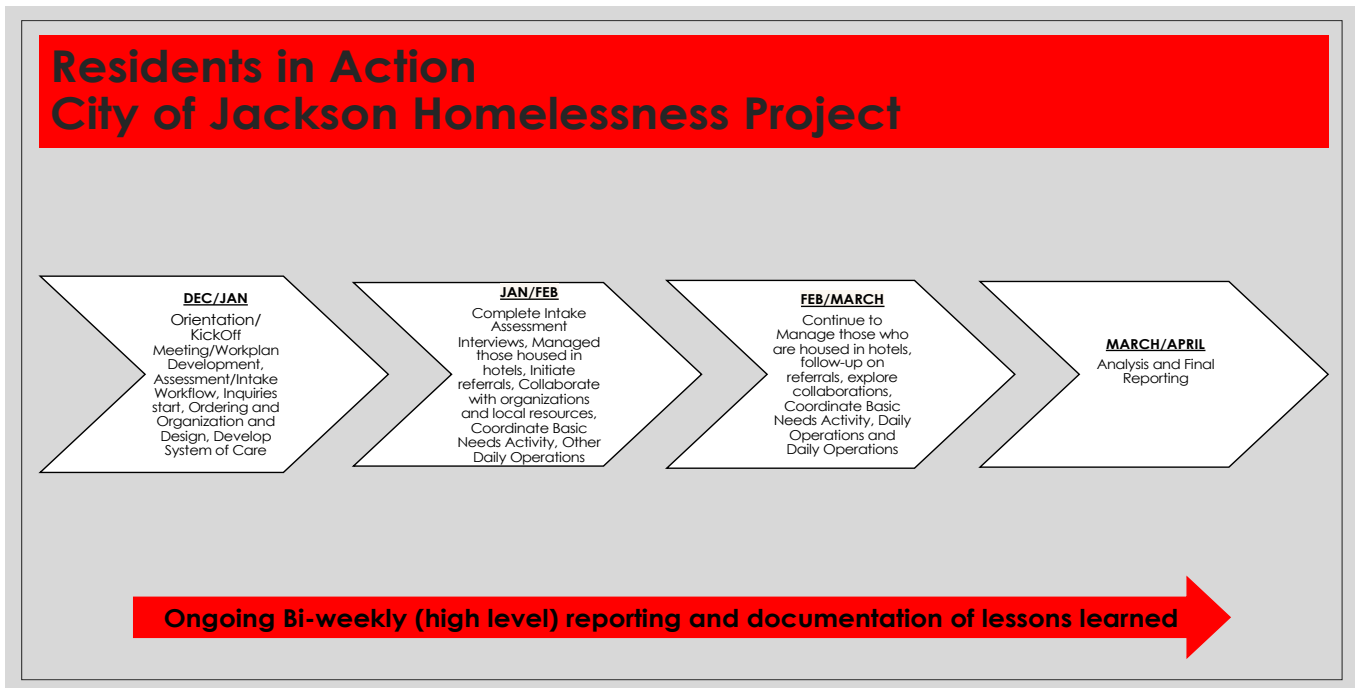 Residents in Action
City of Jackson Homelessness Project
DEC/JAN
Orientation/
KickOff
Meeting/Workplan
Development,
Assessment/Intake
Workflow, Inquiries
start, Ordering and
Organization and
Design, Develop
System of Care
JAN/FEB
Complete Intake
Assessment
Interviews, Managed
those housed in
hotels, Initiate
referrals, Collaborate
with organizations
and local resources,
Coordinate Basic
Needs Activity, Other
Daily Operations
FEB/MARCH
Continue to
Manage those who
are housed in hotels,
follow-up on
referrals, explore
collaborations,
Coordinate Basic
Needs Activity, Daily
Operations and
Daily Operations
MARCH/APRIL
Analysis and Final
Reporting
Ongoing Bi-weekly (high level) reporting and documentation of lessons learned